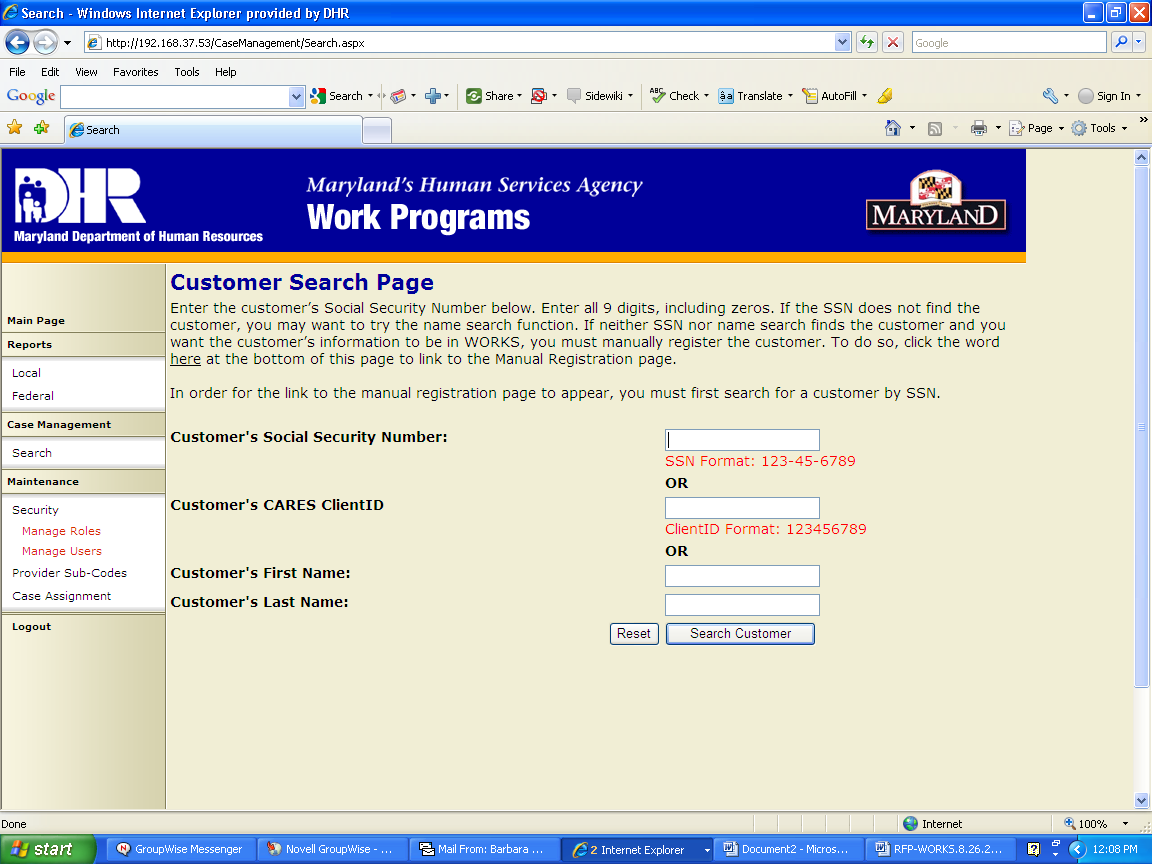 Search - Windows Internet Explorer provided by DHR
http://192.168.37.53/CaseManagement/Search.aspx
Google
File Edit View Favorites Tools Help
Google Search Share Sidewiki ABC Check Translate AutoFill Sign In
Search Page Tools
DHR
Maryland Department of Human Resources
Maryland's Human Services Agency
Work Programs
MARYLAND
Main Page
Reports
Local
Federal
Case Management
Search
Maintenance
Security
Manage Roles
Manage Users
Provider Sub-Codes
Case Assignment
Logout
Customer Search Page
Enter the customer's Social Security Number below. Enter all 9 digits, including zeros. If the SSN does not find the
customer, you may want to try the name search function. If neither SSN nor name search finds the customer and you
want the customer's information to be in WORKS, you must manually register the customer. To do so, click the word
here at the bottom of this page to link to the Manual Registration page.
In order for the link to the manual registration page to appear, you must first search for a customer by SSN.
Customer's Social Security Number:
SSN Format: 123-45-6789
OR
Customer's CARES ClientID
ClientID Format: 123456789
OR
Customer's First Name:
Customer's Last Name:
Reset Search Customer
Done Internet 100%
start GroupWise Messenger Novell GroupWise - ... Mail From: Barbara ... 2 Internet Explorer Document2 - Micros... RFP-WORKS.8.26.2... 12:08 PM